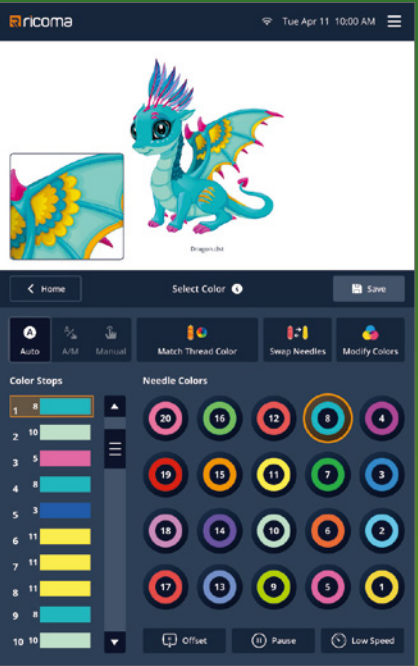 ricoma
Tue Apr 11 10:00 AM
Dragon.dst
Home
Select Color
Save
A
Auto
A/M
Manual
Match Thread Color
Swap Needles
Modify Colors
Color Stops
Needle Colors
1 8
2 10
3 5
4 8
5 3
6 11
7 11
8 11
9 8
10 10
20 16 12 8 4
19 15 11 7 3
18 14 10 6 2
17 13 9 5 1
Offset
Pause
Low Speed